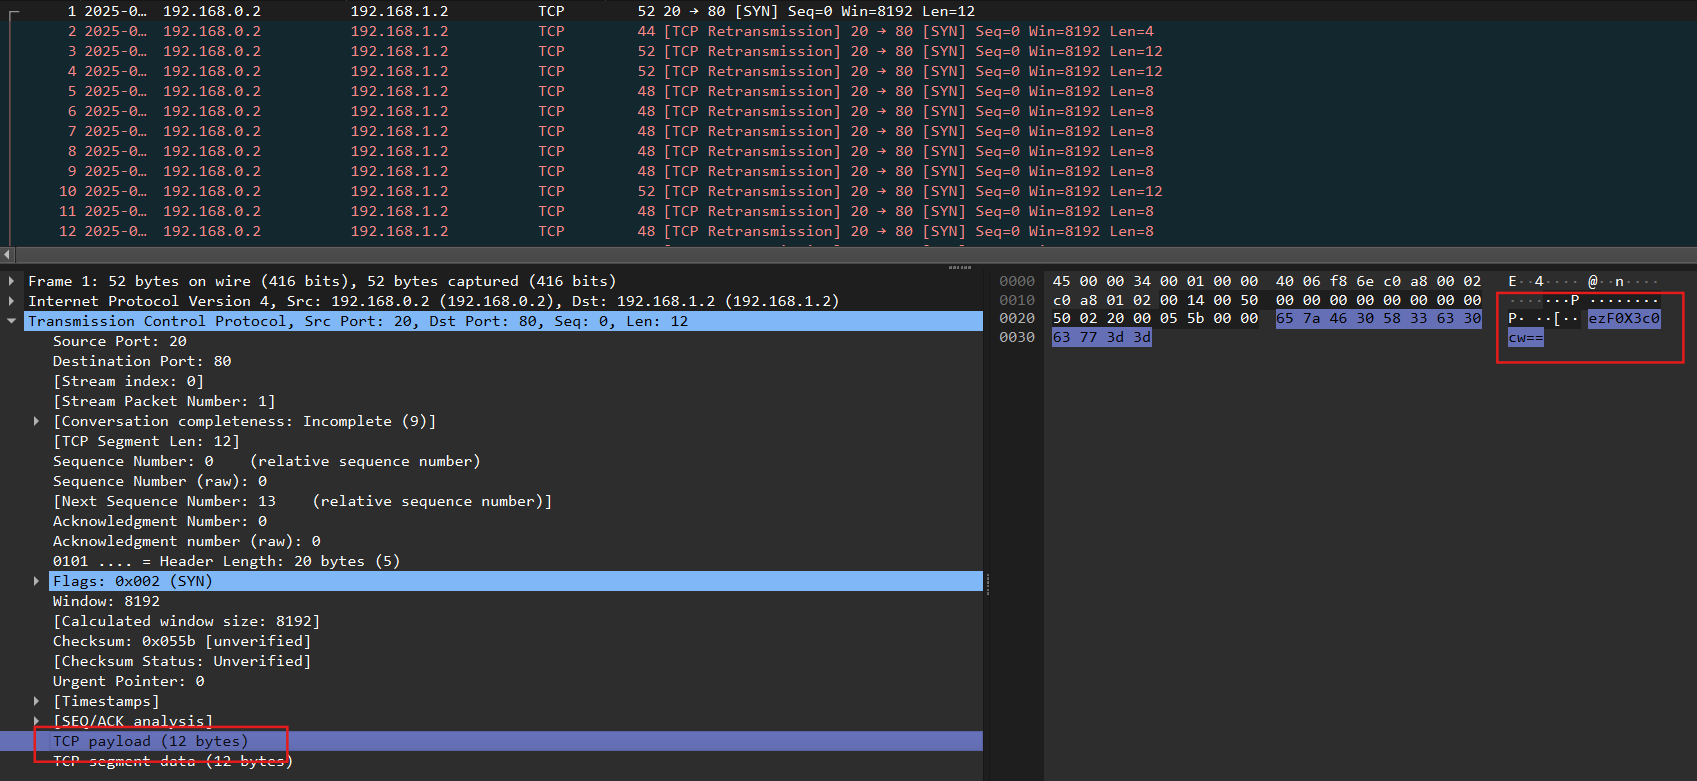 1 2025-0… 192.168.0.2 192.168.1.2 TCP 52 20 → 80 [SYN] Seq=0 Win=8192 Len=12
2 2025-0… 192.168.0.2 192.168.1.2 TCP 44 [TCP Retransmission] 20 → 80 [SYN] Seq=0 Win=8192 Len=4
3 2025-0… 192.168.0.2 192.168.1.2 TCP 52 [TCP Retransmission] 20 → 80 [SYN] Seq=0 Win=8192 Len=12
4 2025-0… 192.168.0.2 192.168.1.2 TCP 52 [TCP Retransmission] 20 → 80 [SYN] Seq=0 Win=8192 Len=12
5 2025-0… 192.168.0.2 192.168.1.2 TCP 48 [TCP Retransmission] 20 → 80 [SYN] Seq=0 Win=8192 Len=8
6 2025-0… 192.168.0.2 192.168.1.2 TCP 48 [TCP Retransmission] 20 → 80 [SYN] Seq=0 Win=8192 Len=8
7 2025-0… 192.168.0.2 192.168.1.2 TCP 48 [TCP Retransmission] 20 → 80 [SYN] Seq=0 Win=8192 Len=8
8 2025-0… 192.168.0.2 192.168.1.2 TCP 48 [TCP Retransmission] 20 → 80 [SYN] Seq=0 Win=8192 Len=8
9 2025-0… 192.168.0.2 192.168.1.2 TCP 48 [TCP Retransmission] 20 → 80 [SYN] Seq=0 Win=8192 Len=8
10 2025-0… 192.168.0.2 192.168.1.2 TCP 52 [TCP Retransmission] 20 → 80 [SYN] Seq=0 Win=8192 Len=12
11 2025-0… 192.168.0.2 192.168.1.2 TCP 48 [TCP Retransmission] 20 → 80 [SYN] Seq=0 Win=8192 Len=8
12 2025-0… 192.168.0.2 192.168.1.2 TCP 48 [TCP Retransmission] 20 → 80 [SYN] Seq=0 Win=8192 Len=8
Frame 1: 52 bytes on wire (416 bits), 52 bytes captured (416 bits)
Internet Protocol Version 4, Src: 192.168.0.2 (192.168.0.2), Dst: 192.168.1.2 (192.168.1.2)
Transmission Control Protocol, Src Port: 20, Dst Port: 80, Seq: 0, Len: 12
Source Port: 20
Destination Port: 80
[Stream index: 0]
[Stream Packet Number: 1]
[Conversation completeness: Incomplete (9)]
[TCP Segment Len: 12]
Sequence Number: 0 (relative sequence number)
Sequence Number (raw): 0
[Next Sequence Number: 13 (relative sequence number)]
Acknowledgment Number: 0
Acknowledgment number (raw): 0
0101 .... = Header Length: 20 bytes (5)
Flags: 0x002 (SYN)
Window: 8192
[Calculated window size: 8192]
Checksum: 0x055b [unverified]
[Checksum Status: Unverified]
Urgent Pointer: 0
[Timestamps]
[SEQ/ACK analysis]
TCP payload (12 bytes)
TCP segment data (12 bytes)
0000 45 00 00 34 00 01 00 00 40 06 f8 6e c0 a8 00 02 E··4···· @··n····
0010 c0 a8 01 02 00 14 00 50 00 00 00 00 00 00 00 00 ·······P ········
0020 50 02 20 00 05 5b 00 00 65 7a 46 30 58 33 63 30 P· ··[·· ezF0X3c0
0030 63 77 3d 3d cw==